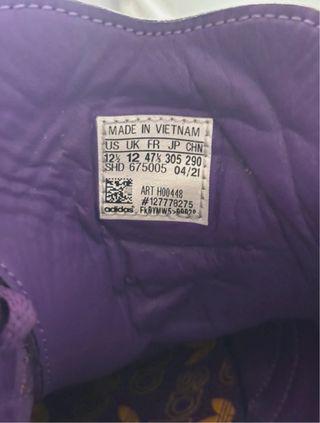 MADE IN VIETNAM
US UK FR JP CHN
12½ 12 47⅓ 305 290
SHD 675005 04/21
ART H00448
#127778275
adidas